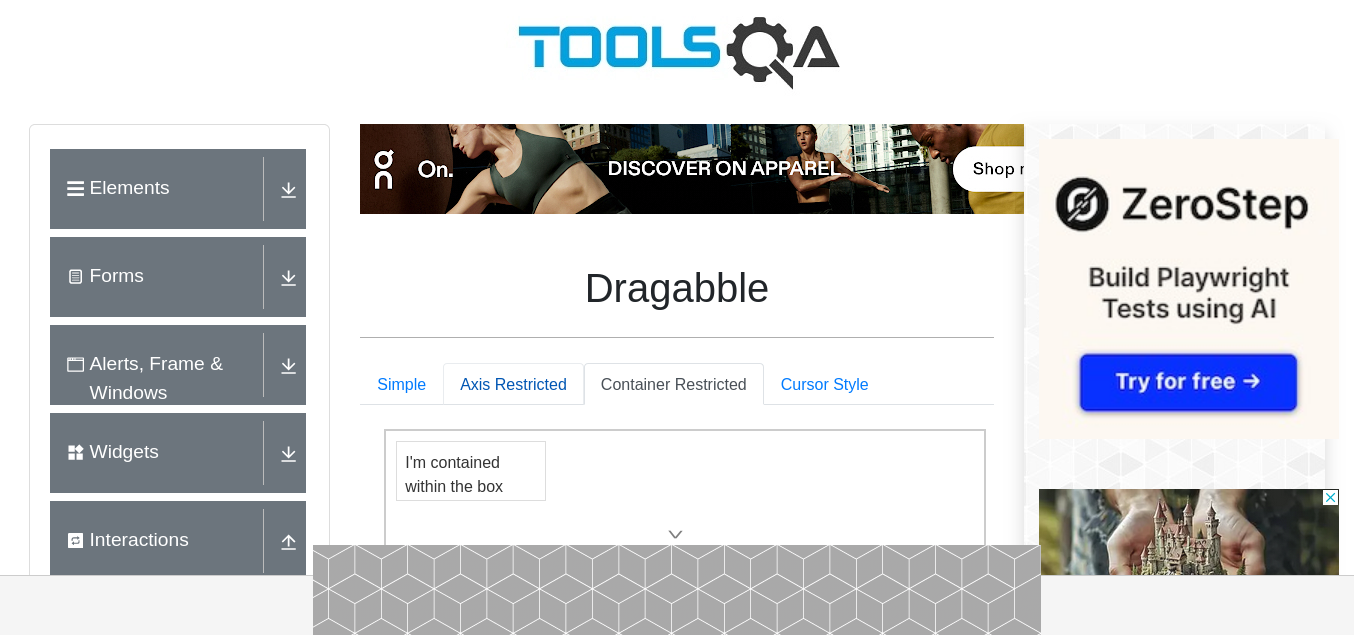 TOOLSQA
Elements
Forms
Alerts, Frame &
Windows
Widgets
Interactions
On.
DISCOVER ON APPAREL
Shop
Dragabble
Simple
Axis Restricted
Container Restricted
Cursor Style
I'm contained
within the box
ZeroStep
Build Playwright
Tests using AI
Try for free →